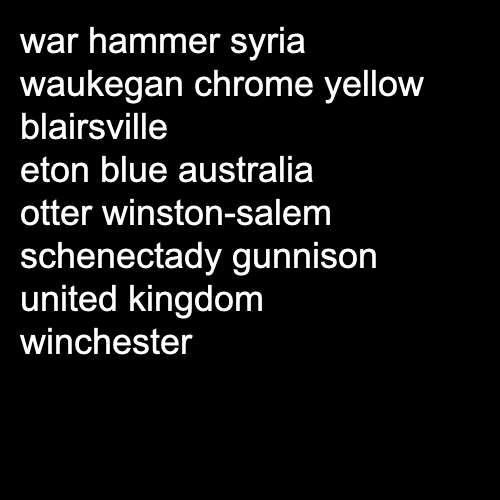 war hammer syria
waukegan chrome yellow
blairsville
eton blue australia
otter winston-salem
schenectady gunnison
united kingdom
winchester